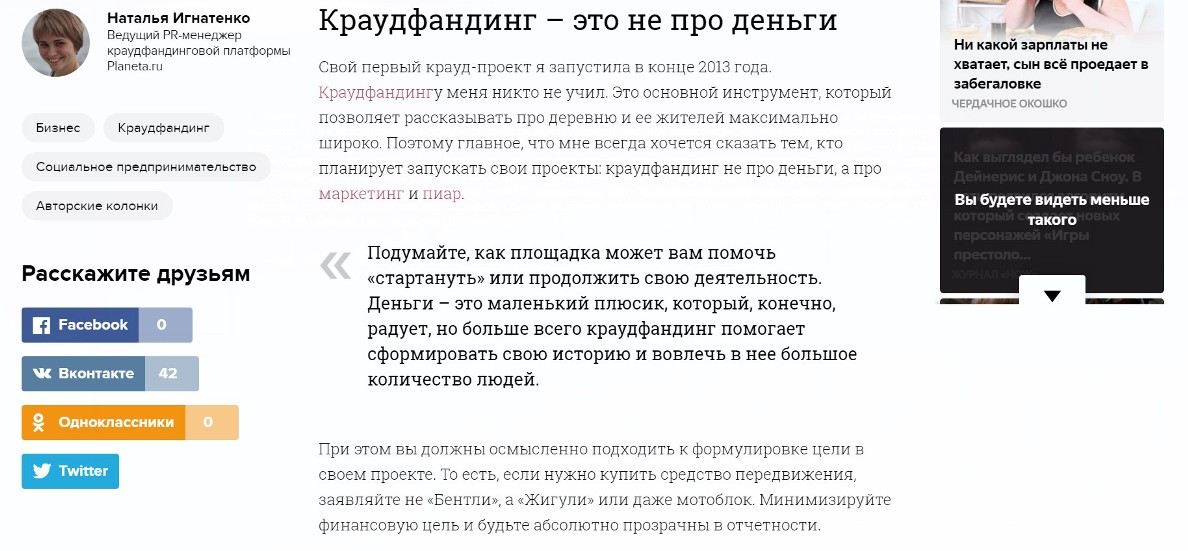 Наталья Игнатенко
Ведущий PR-менеджер
краудфандинговой платформы
Planeta.ru
Бизнес
Краудфандинг
Социальное предпринимательство
Авторские колонки
Расскажите друзьям
Facebook 0
Вконтакте 42
Одноклассники 0
Twitter
Краудфандинг – это не про деньги
Свой первый крауд-проект я запустила в конце 2013 года.
Краудфандингу меня никто не учил. Это основной инструмент, который
позволяет рассказывать про деревню и ее жителей максимально
широко. Поэтому главное, что мне всегда хочется сказать тем, кто
планирует запускать свои проекты: краудфандинг не про деньги, а про
маркетинг и пиар.
« Подумайте, как площадка может вам помочь
«стартануть» или продолжить свою деятельность.
Деньги – это маленький плюсик, который, конечно,
радует, но больше всего краудфандинг помогает
сформировать свою историю и вовлечь в нее большое
количество людей.
При этом вы должны осмысленно подходить к формулировке цели в
своем проекте. То есть, если нужно купить средство передвижения,
заявляйте не «Бентли», а «Жигули» или даже мотоблок. Минимизируйте
финансовую цель и будьте абсолютно прозрачны в отчетности.
Ни какой зарплаты не
хватает, сын всё проедает в
забегаловке
ЧЕРДАЧНОЕ ОКОШКО
Как выглядел бы ребенок
Дейнерис и Джона Сноу. В
Вы будете видеть меньше
такого
который новых
персонажей «Игры
престоло...